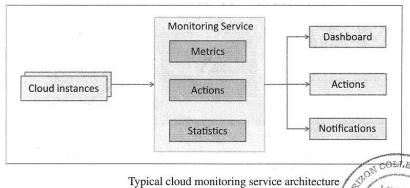 Monitoring Service
Metrics
Cloud instances
Actions
Statistics
Dashboard
Actions
Notifications
Typical cloud monitoring service architecture